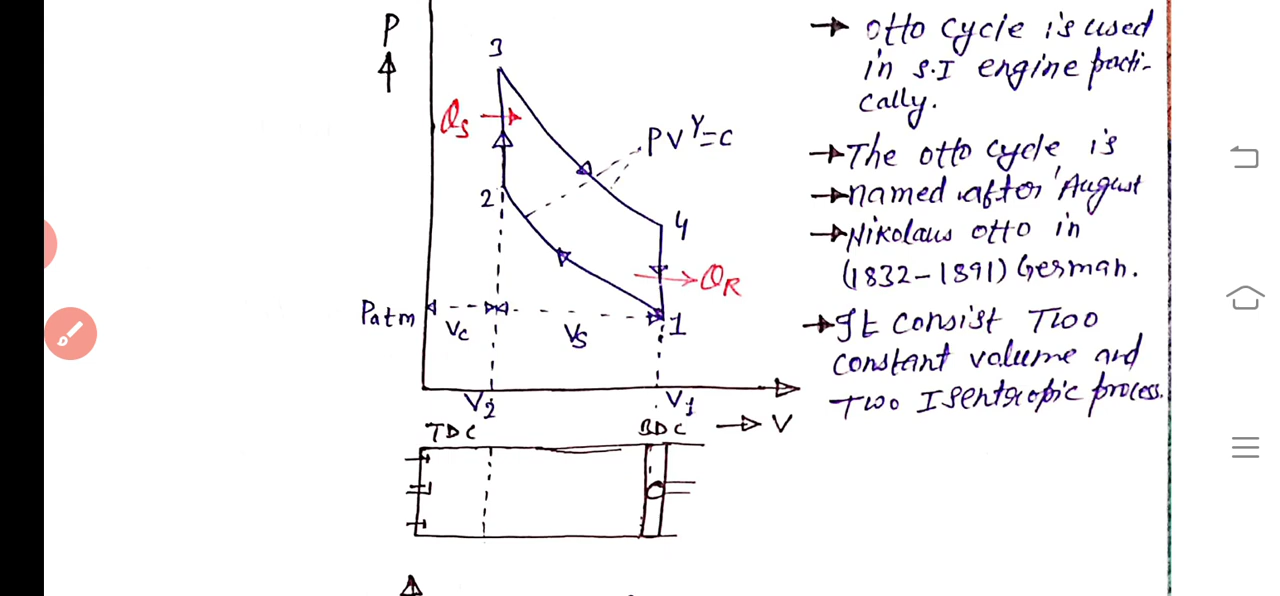 P
3
Qs
PVγ=C
2
4
QR
Patm
Vc
Vs
1
V2
V1
V
TDC
BDC
→ Otto cycle is used
in S.I engine practi-
cally.
→ The Otto cycle is
→ named after 'August
→ Nikolaus Otto in
(1832-1891) German.
→ It consist Two
constant volume and
Two Isentropic process.